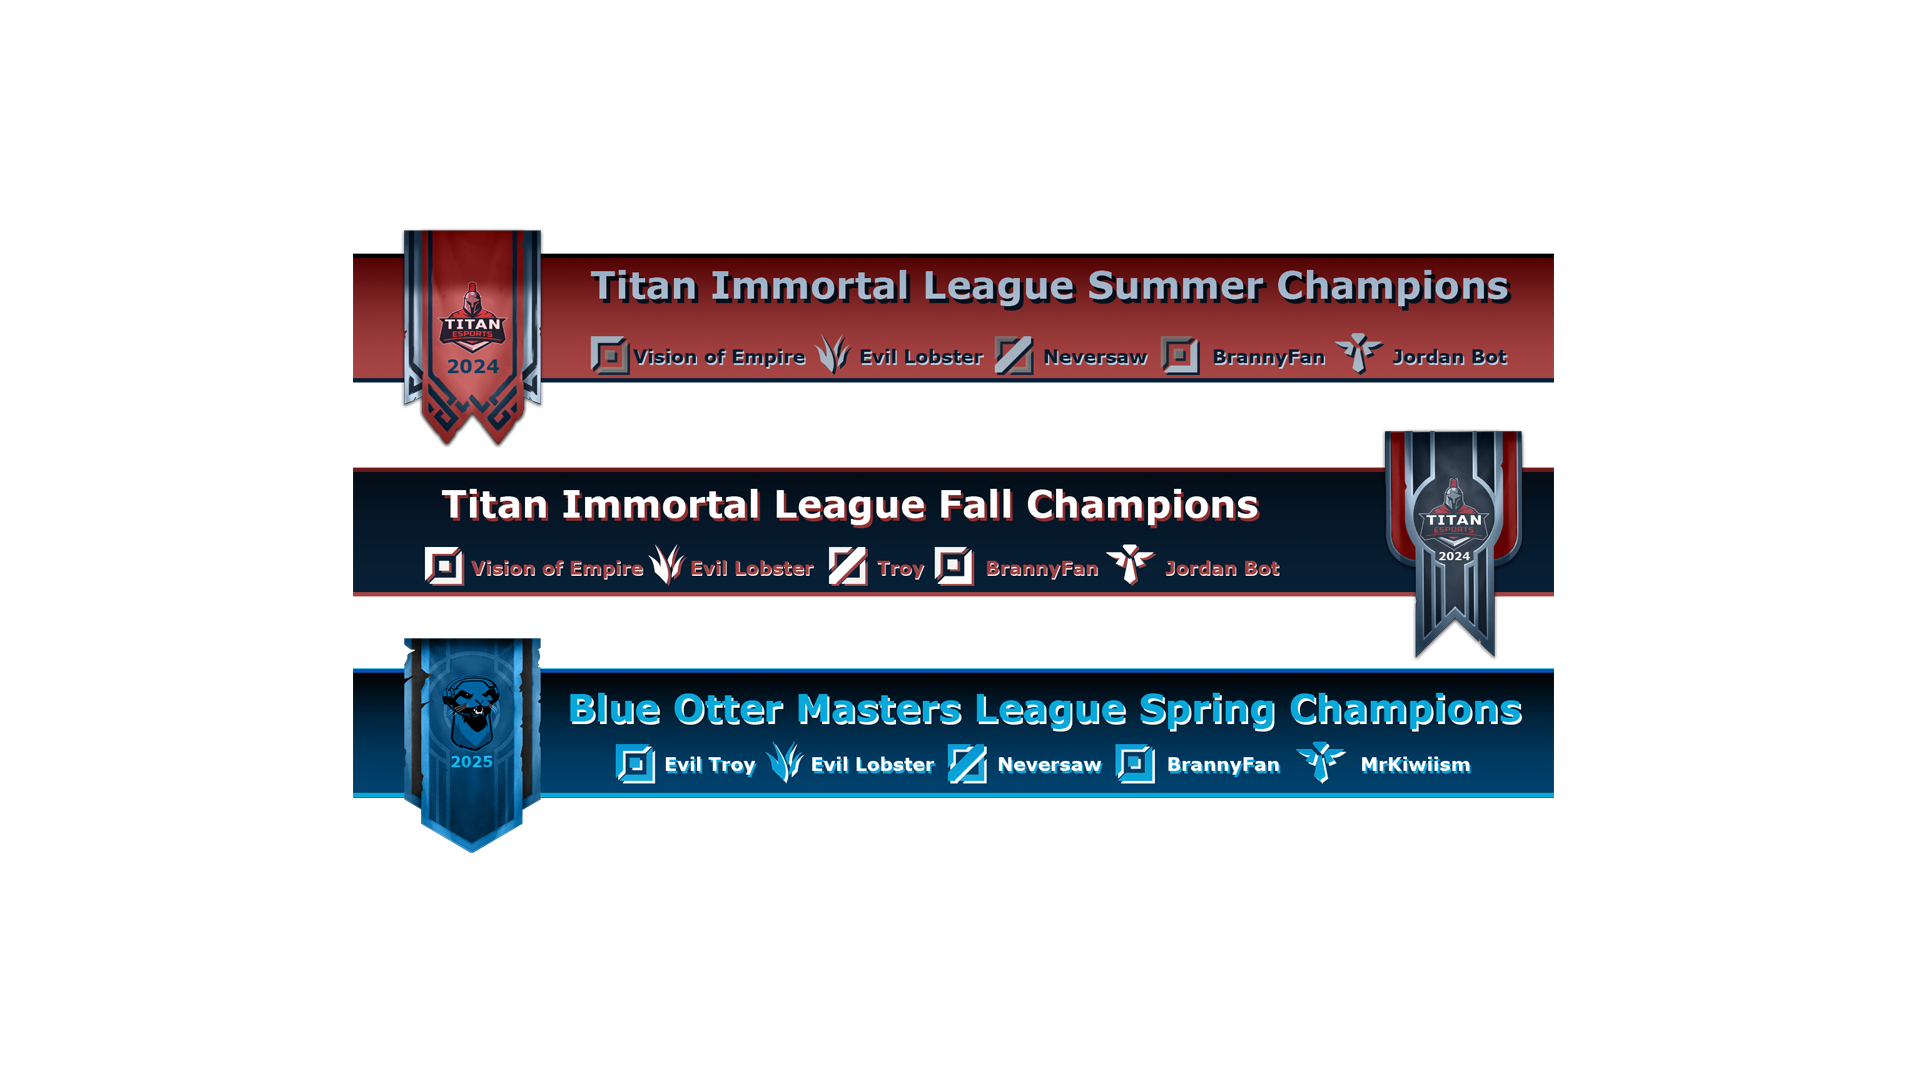 Titan Immortal League Summer Champions
TITAN
ESPORTS
2024
Vision of Empire Evil Lobster Neversaw BrannyFan Jordan Bot
Titan Immortal League Fall Champions
Vision of Empire Evil Lobster Troy BrannyFan Jordan Bot
TITAN
ESPORTS
2024
Blue Otter Masters League Spring Champions
Evil Troy Evil Lobster Neversaw BrannyFan MrKiwiism
2025